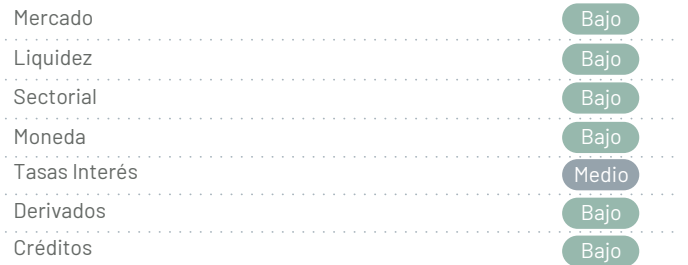 Mercado Bajo
Liquidez Bajo
Sectorial Bajo
Moneda Bajo
Tasas Interés Medio
Derivados Bajo
Créditos Bajo